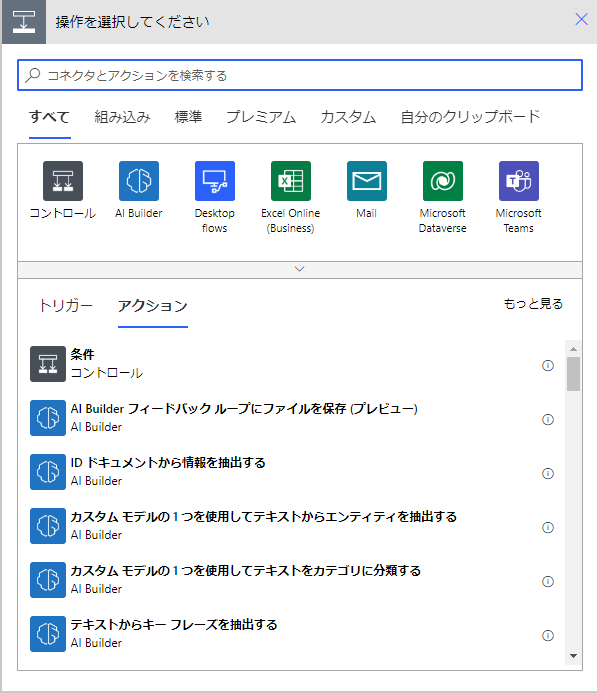 操作を選択してください
コネクタとアクションを検索する
すべて 組み込み 標準 プレミアム カスタム 自分のクリップボード
コントロール AI Builder Desktop flows Excel Online (Business) Mail Microsoft Dataverse Microsoft Teams
トリガー アクション もっと見る
条件
コントロール
AI Builder フィードバック ループにファイルを保存 (プレビュー)
AI Builder
ID ドキュメントから情報を抽出する
AI Builder
カスタム モデルの 1 つを使用してテキストからエンティティを抽出する
AI Builder
カスタム モデルの 1 つを使用してテキストをカテゴリに分類する
AI Builder
テキストからキー フレーズを抽出する
AI Builder